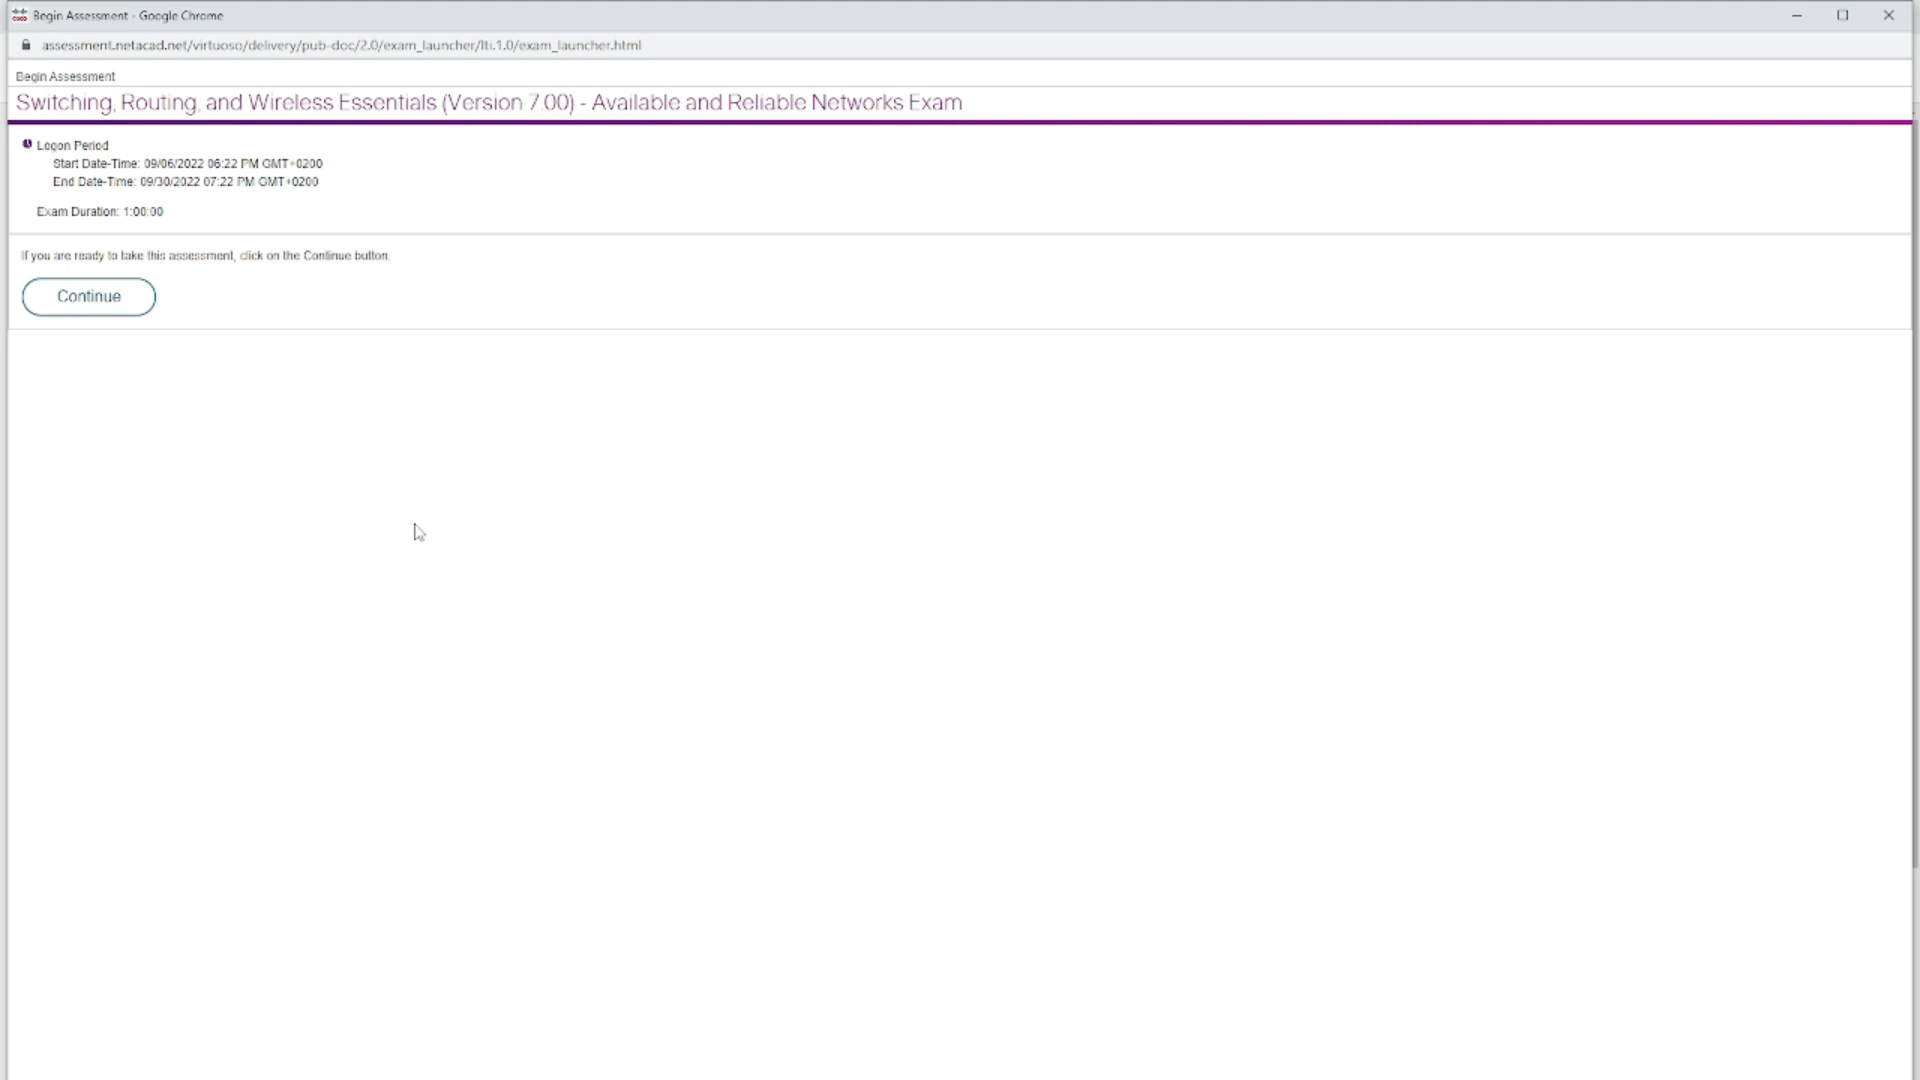 Begin Assessment - Google Chrome
assessment.netacad.net/virtuoso/delivery/pub-doc/2.0/exam_launcher/lti.1.0/exam_launcher.html
Begin Assessment
Switching, Routing, and Wireless Essentials (Version 7.00) - Available and Reliable Networks Exam
Logon Period
Start Date-Time: 09/06/2022 06:22 PM GMT+0200
End Date-Time: 09/30/2022 07:22 PM GMT+0200
Exam Duration: 1:00:00
If you are ready to take this assessment, click on the Continue button.
Continue